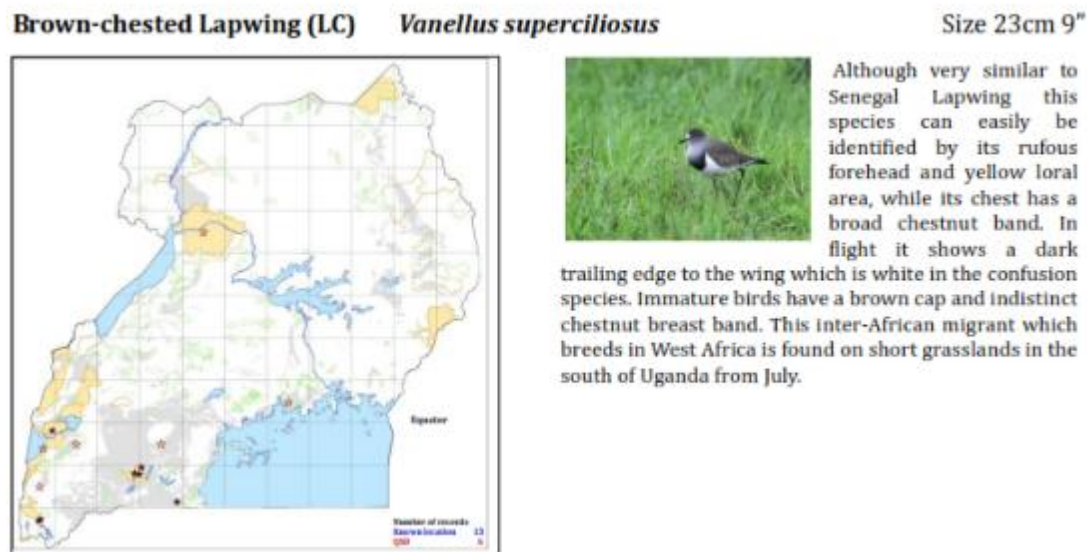 Brown-chested Lapwing (LC) Vanellus superciliosus Size 23cm 9"
Although very similar to
Senegal Lapwing this
species can easily be
identified by its rufous
forehead and yellow loral
area, while its chest has a
broad chestnut band. In
flight it shows a dark
trailing edge to the wing which is white in the confusion
species. Immature birds have a brown cap and indistinct
chestnut breast band. This inter-African migrant which
breeds in West Africa is found on short grasslands in the
south of Uganda from July.
Equator
Number of records
Known location 13
QSD